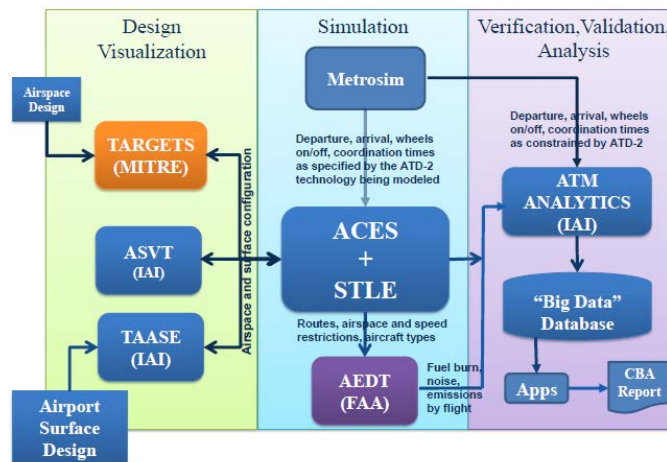 Design
Visualization
Airspace
Design
TARGETS
(MITRE)
ASVT
(IAI)
TAASE
(IAI)
Airport
Surface
Design
Airspace and surface configuration
Simulation
Metrosim
Departure, arrival, wheels
on/off, coordination times
as specified by the ATD-2
technology being modeled
ACES
+
STLE
Routes, airspace and speed
restrictions, aircraft types
AEDT
(FAA)
Fuel burn,
noise,
emissions
by flight
Verification,Validation,
Analysis
Departure, arrival, wheels
on/off, coordination times
as constrained by ATD-2
ATM
ANALYTICS
(IAI)
“Big Data”
Database
Apps
CBA
Report